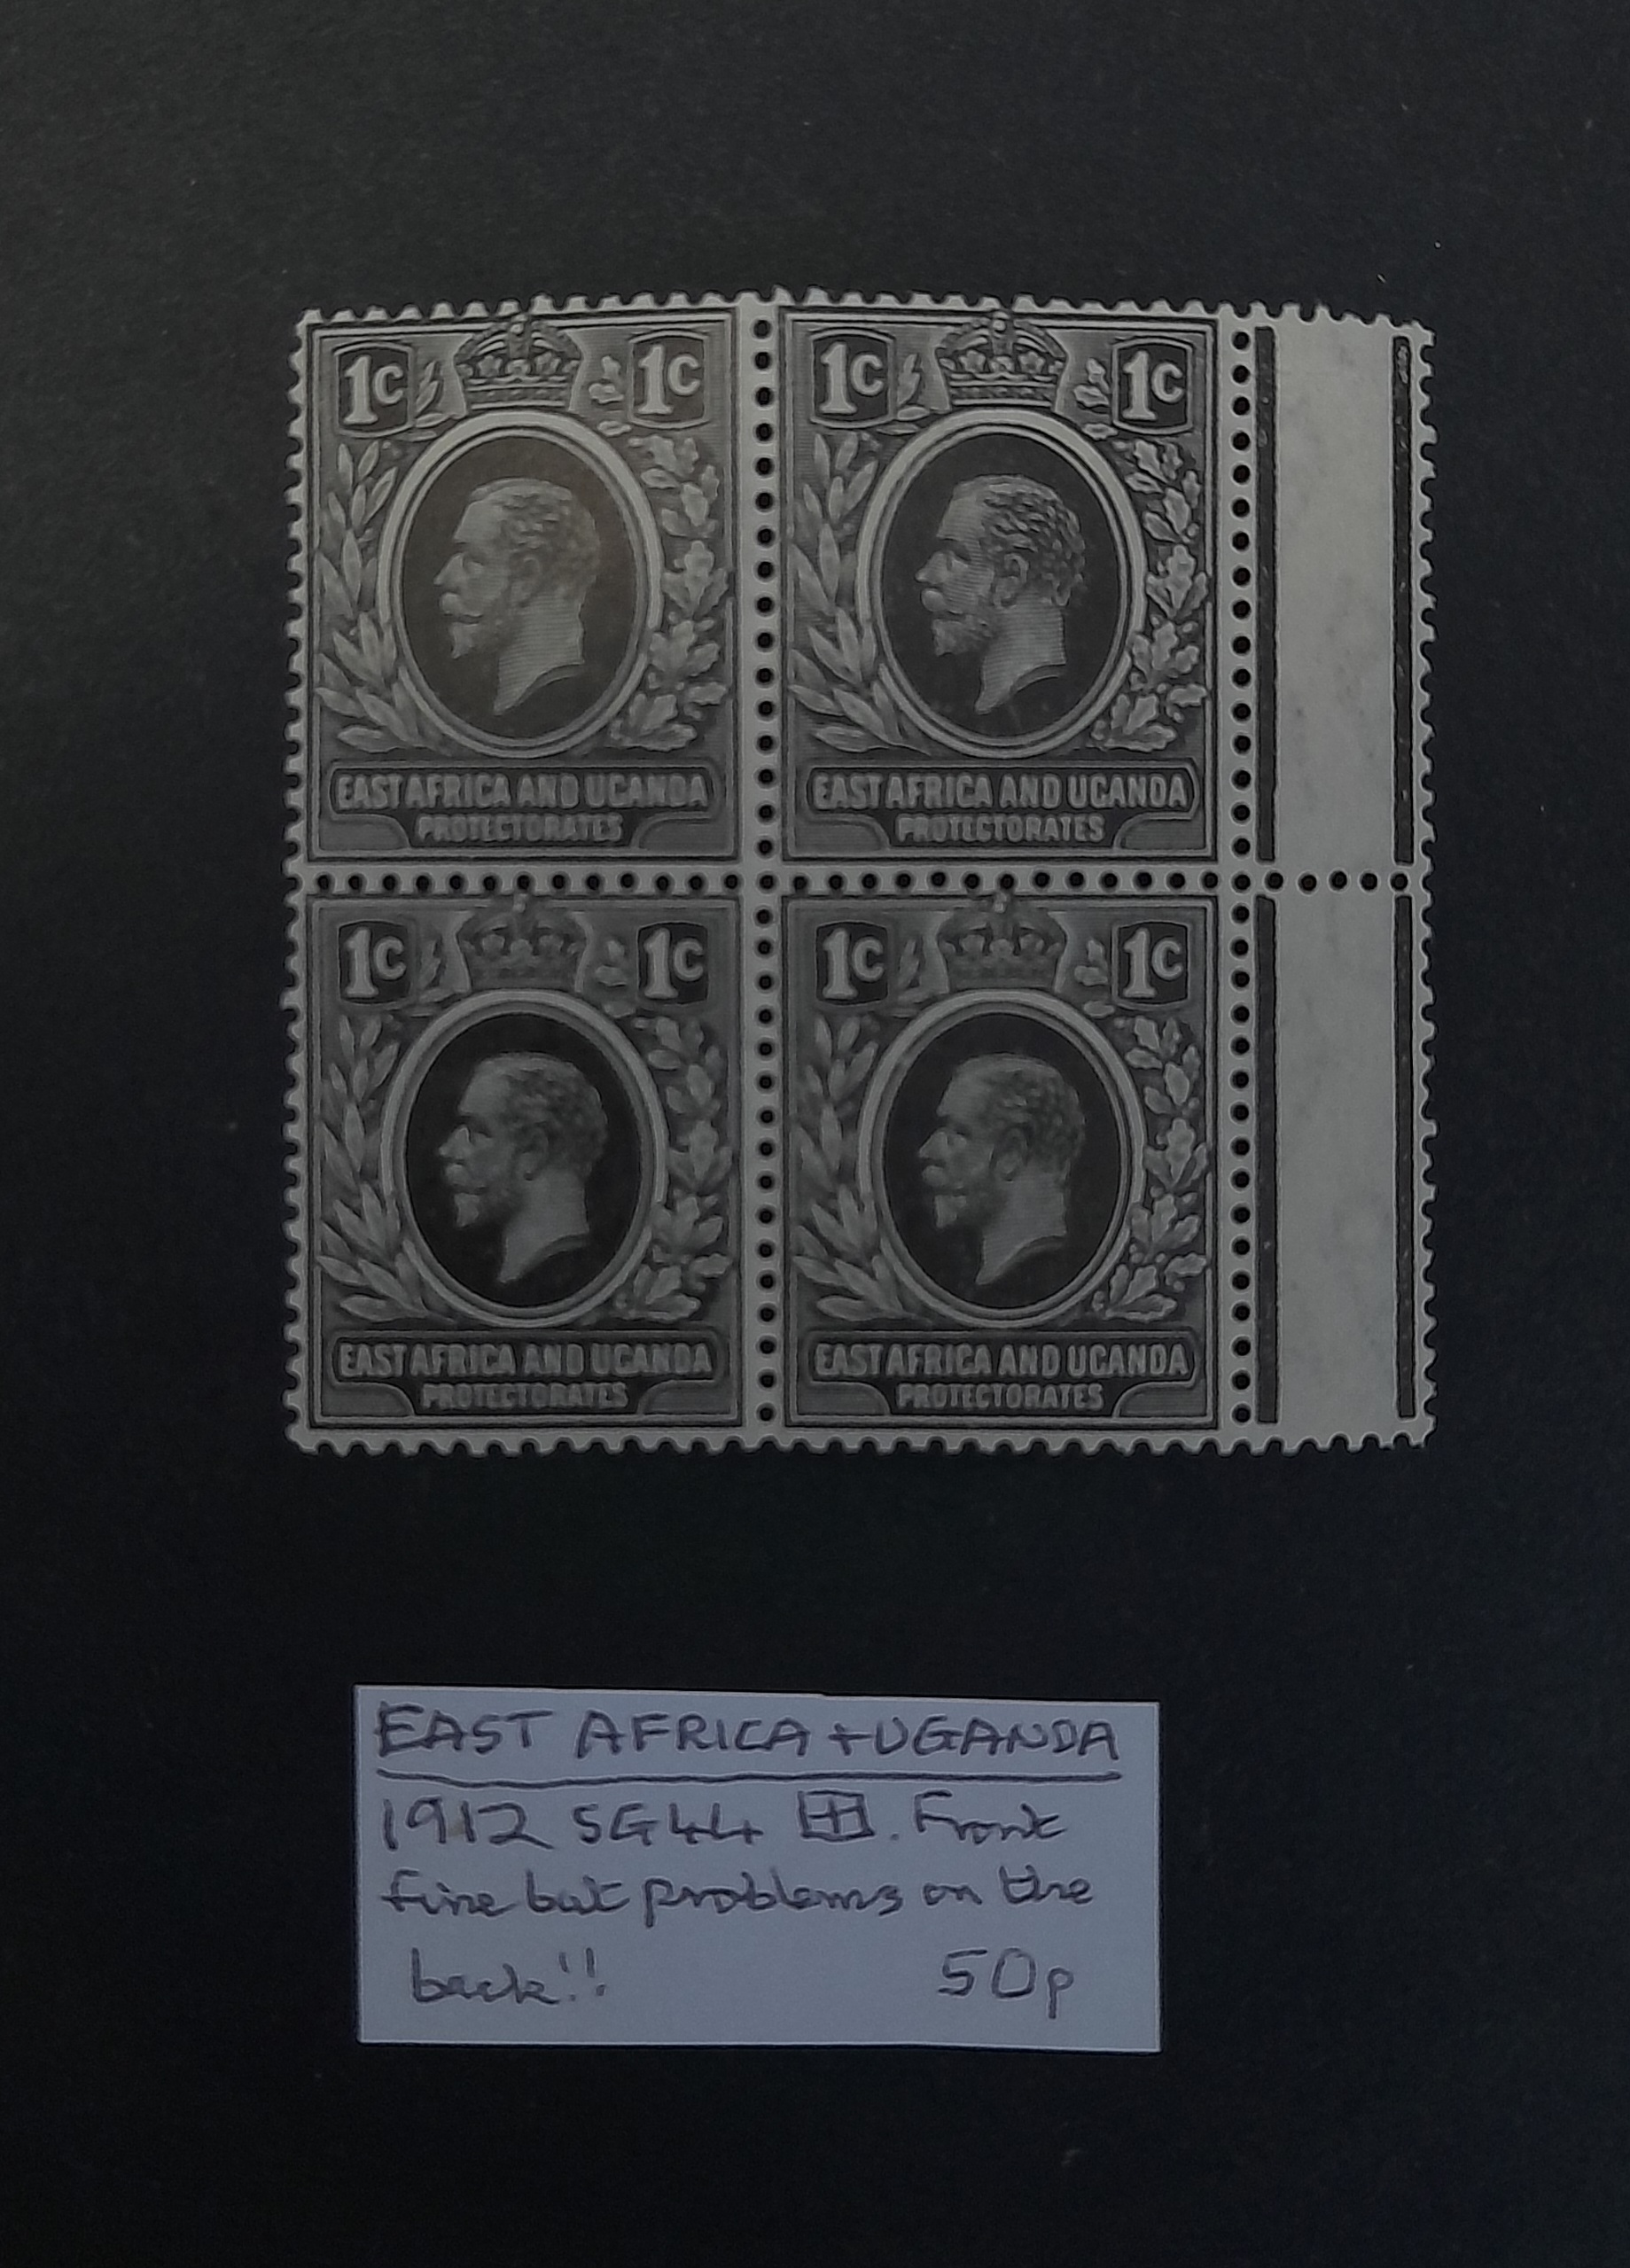 1c 1c 1c 1c
EAST AFRICA AND UGANDA EAST AFRICA AND UGANDA
PROTECTORATES PROTECTORATES
1c 1c 1c 1c
EAST AFRICA AND UGANDA EAST AFRICA AND UGANDA
PROTECTORATES PROTECTORATES
EAST AFRICA + UGANDA
1912 SG44 ⊞. Front
fine but problems on the
back!! 50p